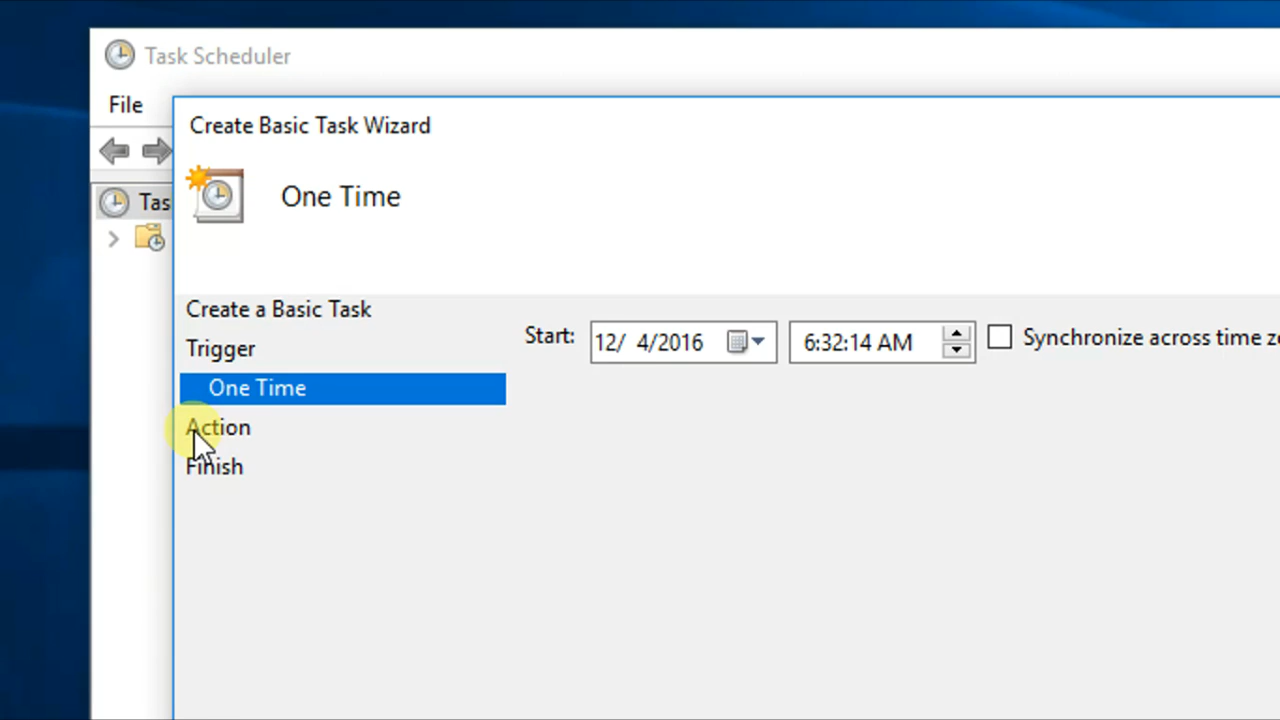 Task Scheduler
File
Create Basic Task Wizard
One Time
Tas
Create a Basic Task
Trigger
One Time
Action
Finish
Start: 12/ 4/2016 6:32:14 AM Synchronize across time z